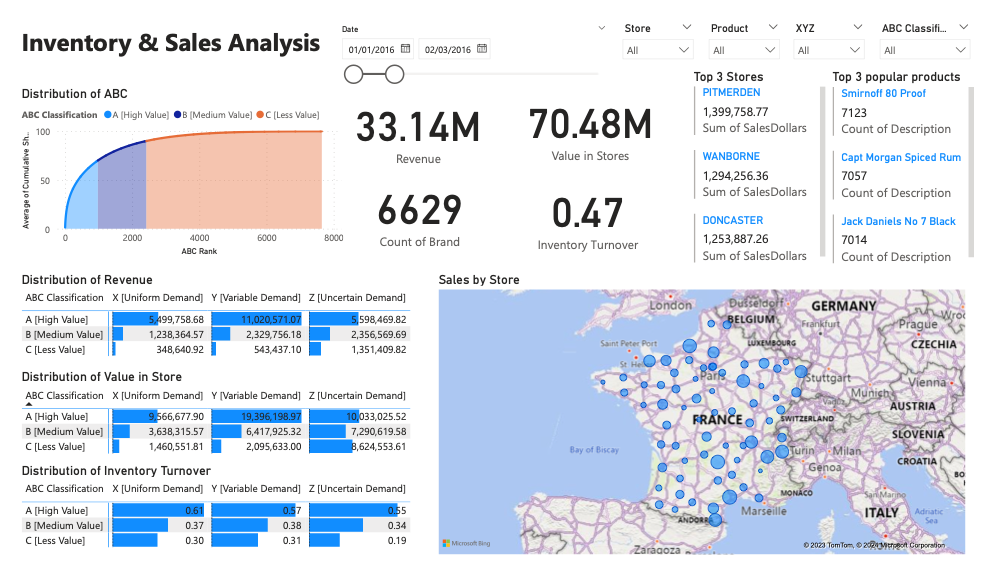 Inventory & Sales Analysis
Date
01/01/2016 02/03/2016
Store Product XYZ ABC Classifi...
All All All All
Distribution of ABC
ABC Classification A [High Value] B [Medium Value] C [Less Value]
Average of Cumulative Sh...
100
50
0
0 2000 4000 6000 8000
ABC Rank
33.14M
Revenue
70.48M
Value in Stores
6629
Count of Brand
0.47
Inventory Turnover
Top 3 Stores
PITMERDEN
1,399,758.77
Sum of SalesDollars
WANBORNE
1,294,256.36
Sum of SalesDollars
DONCASTER
1,253,887.26
Sum of SalesDollars
Top 3 popular products
Smirnoff 80 Proof
7123
Count of Description
Capt Morgan Spiced Rum
7057
Count of Description
Jack Daniels No 7 Black
7014
Count of Description
Distribution of Revenue
ABC Classification X [Uniform Demand] Y [Variable Demand] Z [Uncertain Demand]
A [High Value] 5,499,758.68 11,020,571.07 5,598,469.82
B [Medium Value] 1,238,364.57 2,329,756.18 2,356,569.69
C [Less Value] 348,640.92 543,437.10 1,351,409.82
Distribution of Value in Store
ABC Classification X [Uniform Demand] Y [Variable Demand] Z [Uncertain Demand]
A [High Value] 9,566,677.90 19,396,198.97 10,033,025.52
B [Medium Value] 3,638,315.57 6,417,925.32 7,290,619.58
C [Less Value] 1,460,551.81 2,095,633.00 8,624,553.61
Distribution of Inventory Turnover
ABC Classification X [Uniform Demand] Y [Variable Demand] Z [Uncertain Demand]
A [High Value] 0.61 0.57 0.55
B [Medium Value] 0.37 0.38 0.34
C [Less Value] 0.30 0.31 0.19
Sales by Store
London
Dusseldorf
GERMANY
BELGIUM
Frankfurt
Prague
Saint Peter Port
LUXEMBOURG
CZECHIA
St. He
Paris
Stuttgart
Munich
Vienna
AUSTRIA
FRANCE
SWITZERLAND
SLOVENIA
Bay of Biscay
Turin
Milan
CROATIA
Genoa
MONACO
San Marino
Marseille
ITALY
Adriatic
Sea
ANDORRA
Zaragoza
Microsoft Bing
© 2023 TomTom, © 2024 Microsoft Corporation